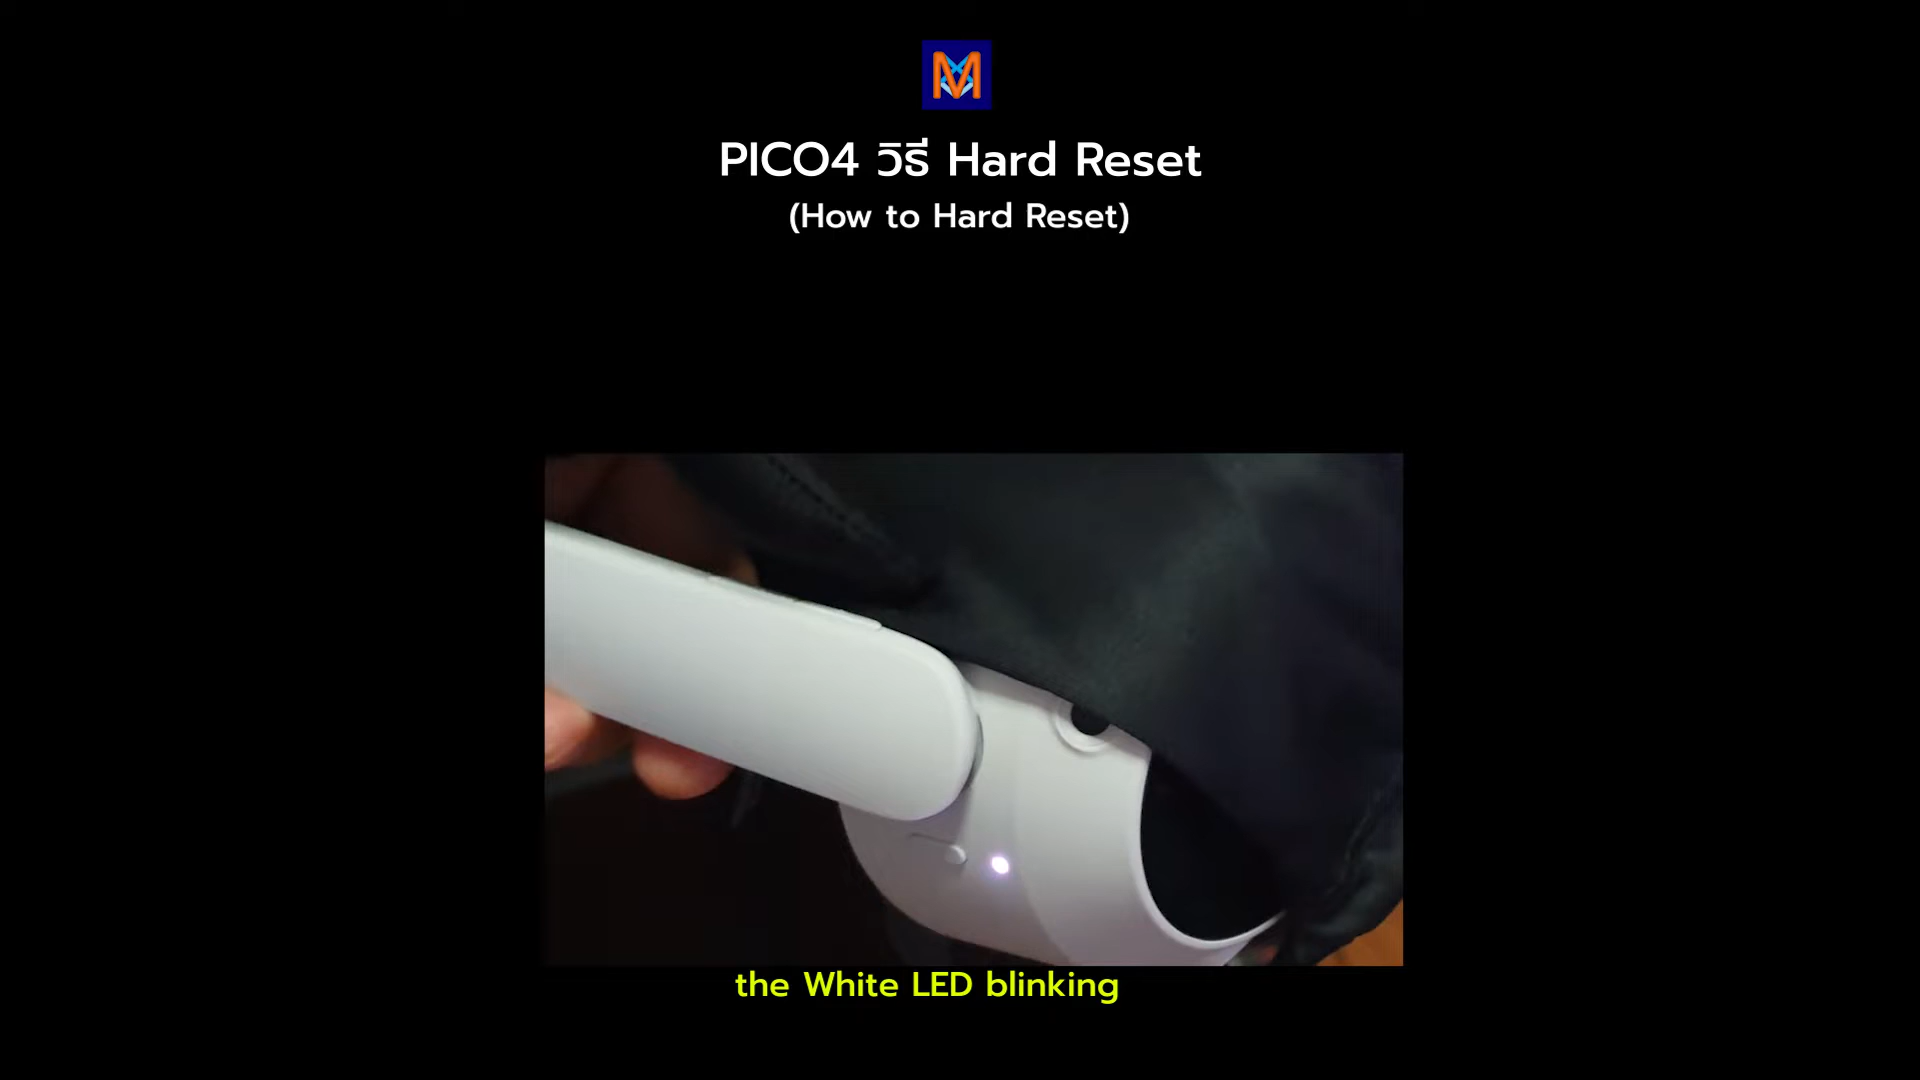 M
PICO4 วิธี Hard Reset
(How to Hard Reset)
the White LED blinking